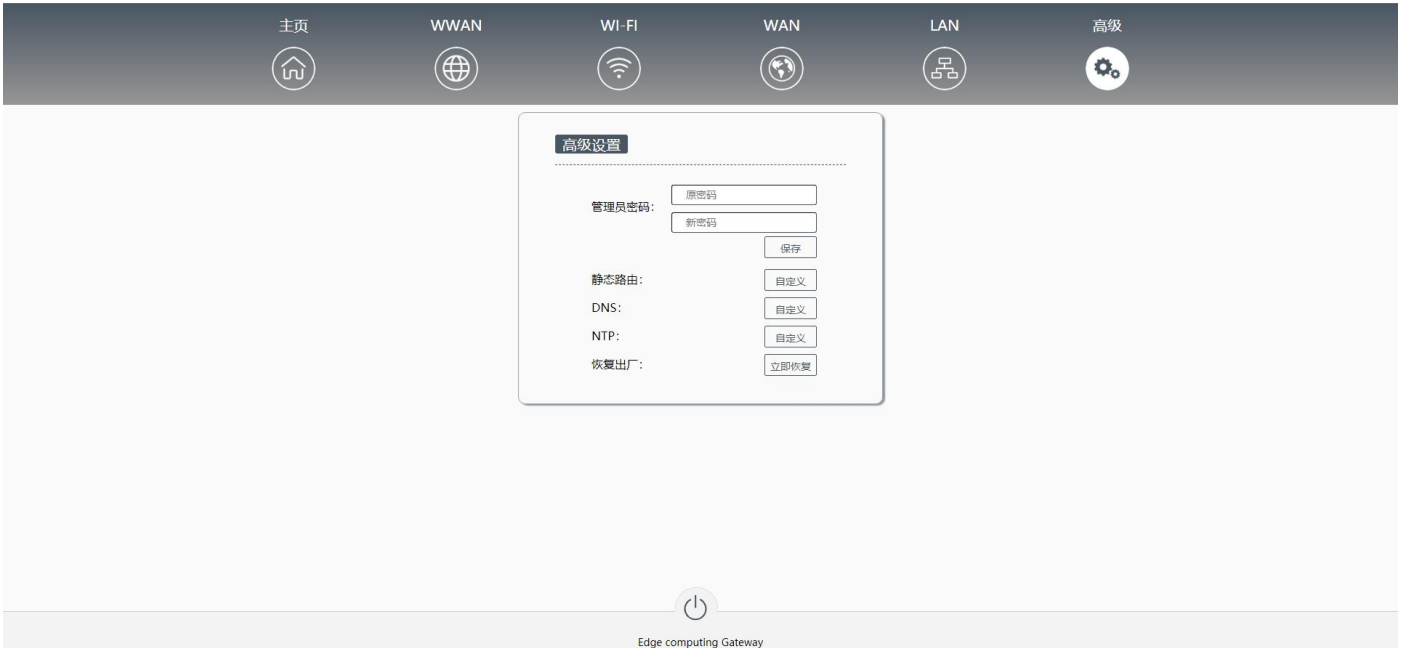 主页 WWAN WI-FI WAN LAN 高级
高级设置
管理员密码：
原密码
新密码
保存
静态路由： 自定义
DNS： 自定义
NTP： 自定义
恢复出厂： 立即恢复
Edge computing Gateway